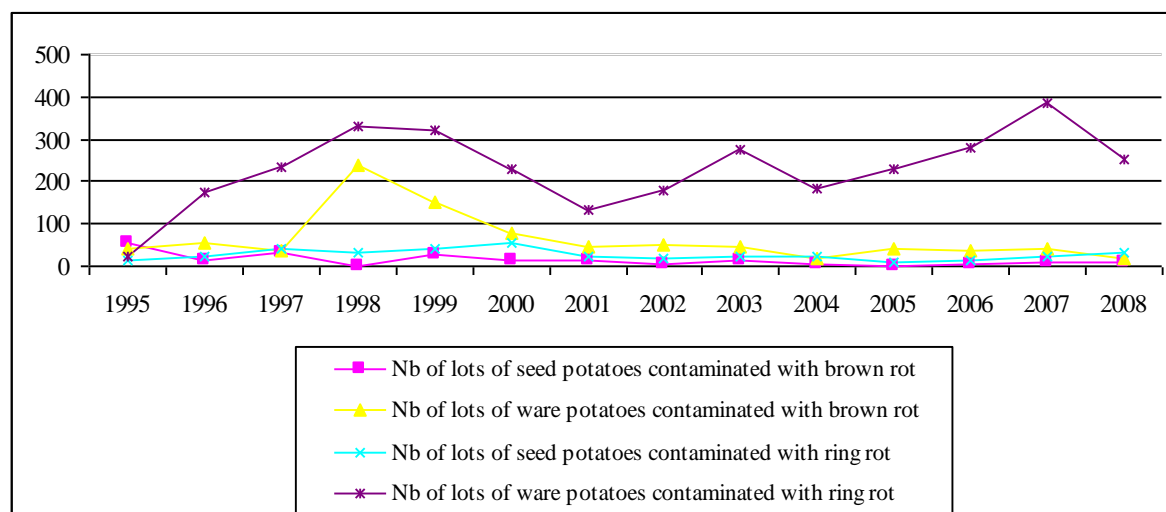 500
400
300
200
100
0
1995 1996 1997 1998 1999 2000 2001 2002 2003 2004 2005 2006 2007 2008
Nb of lots of seed potatoes contaminated with brown rot
Nb of lots of ware potatoes contaminated with brown rot
Nb of lots of seed potatoes contaminated with ring rot
Nb of lots of ware potatoes contaminated with ring rot